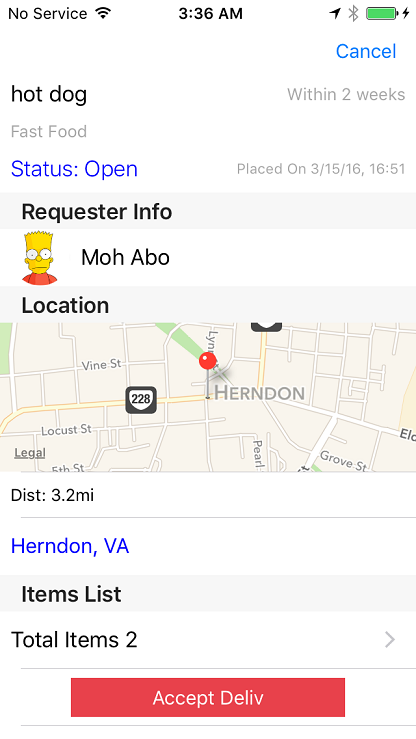 No Service 3:36 AM
Cancel
hot dog Within 2 weeks
Fast Food
Status: Open Placed On 3/15/16, 16:51
Requester Info
Moh Abo
Location
Vine St
228
HERNDON
Locust St
Legal
5th St
Pearl
Grove St
Dist: 3.2mi
Herndon, VA
Items List
Total Items 2
Accept Deliv